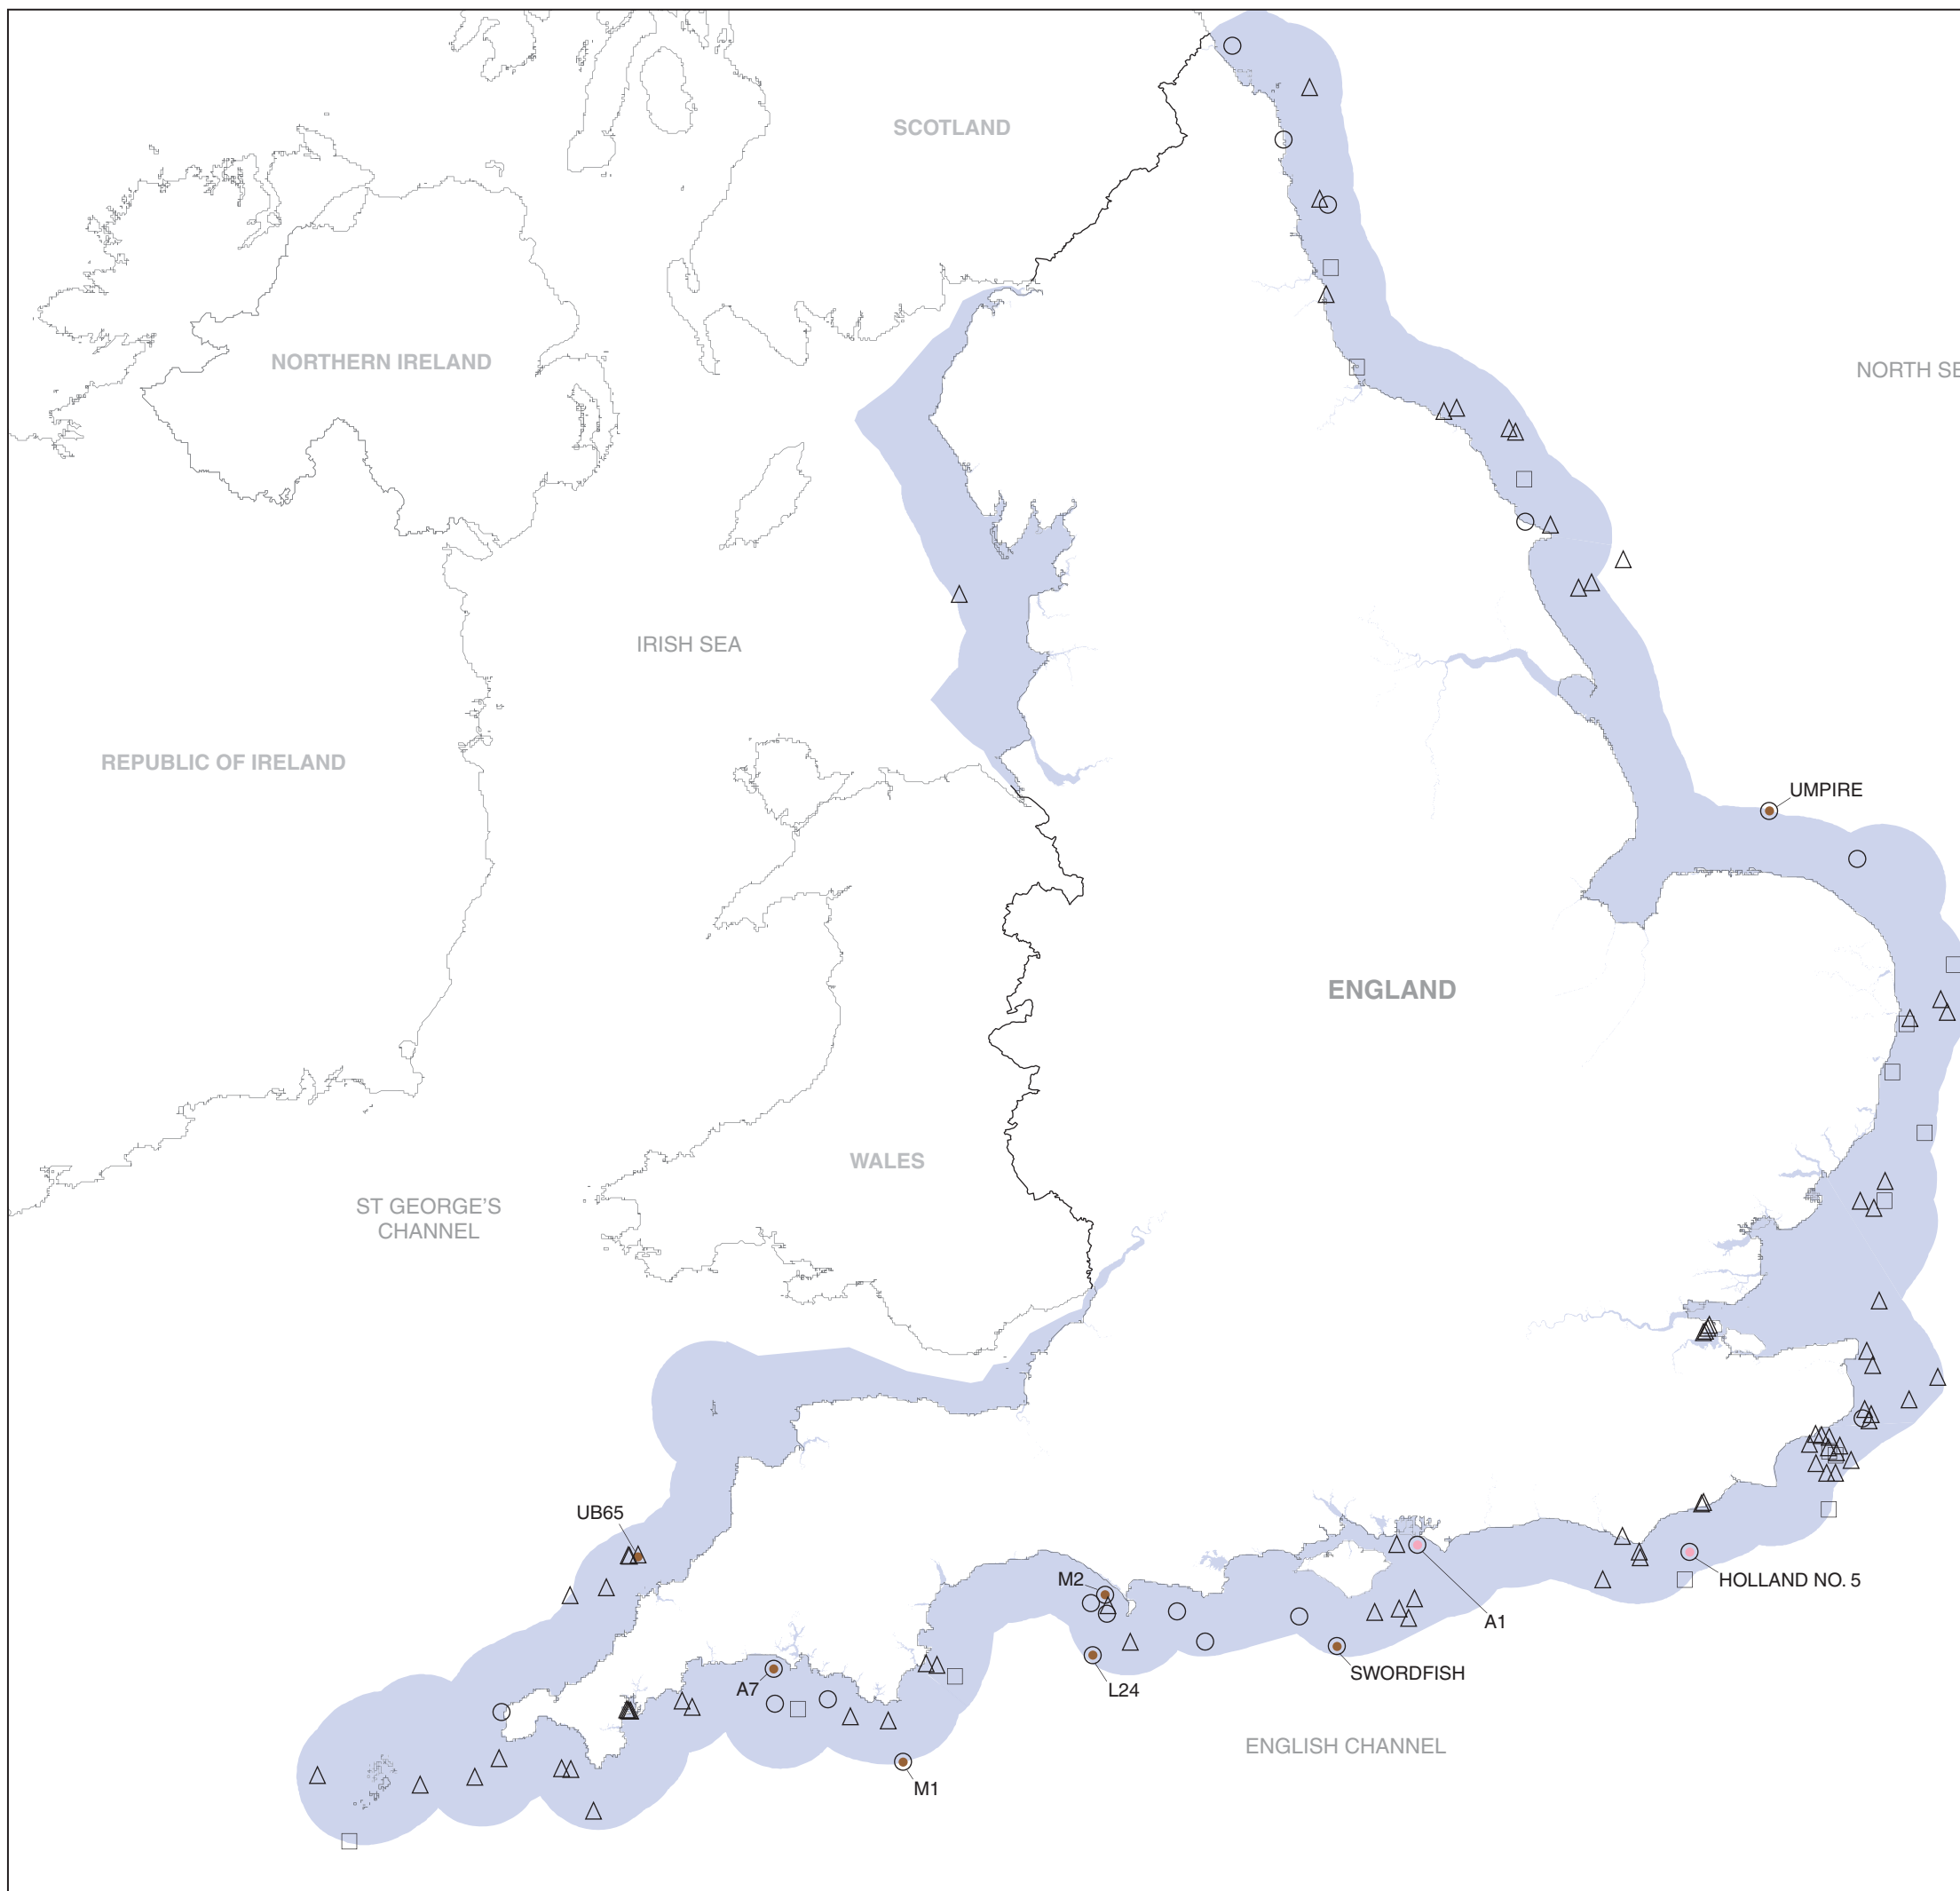 SCOTLAND
NORTHERN IRELAND
NORTH SE
IRISH SEA
REPUBLIC OF IRELAND
UMPIRE
ENGLAND
WALES
ST GEORGE'S
CHANNEL
UB65
M2
HOLLAND NO. 5
A1
SWORDFISH
A7
L24
ENGLISH CHANNEL
M1